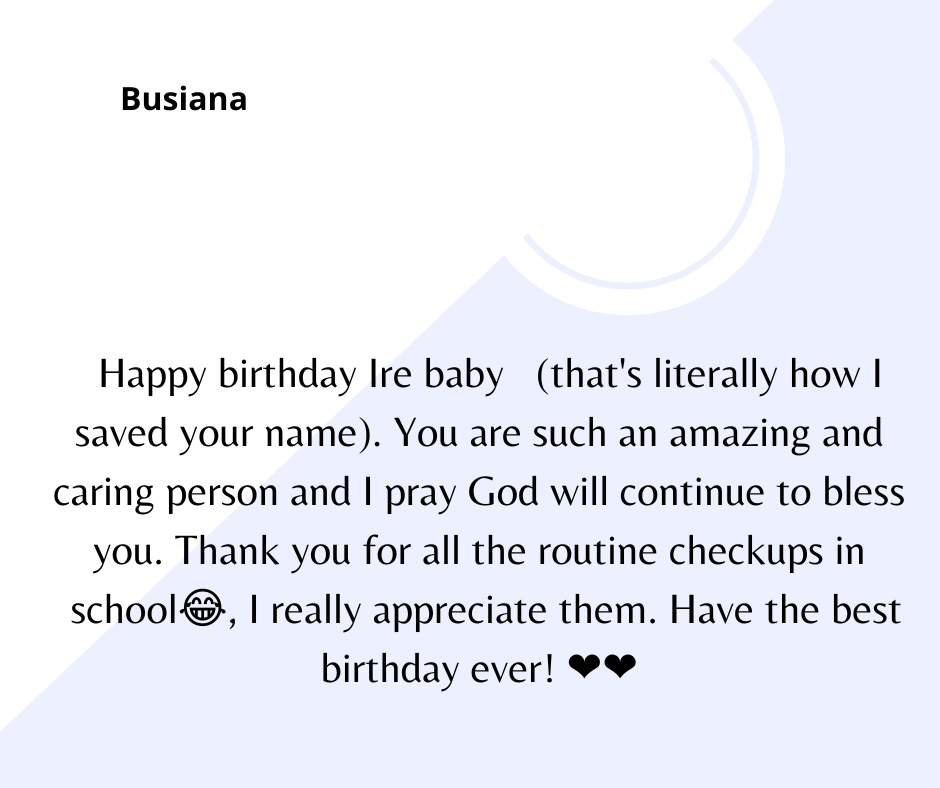 Busiana
Happy birthday Ire baby (that's literally how I
saved your name). You are such an amazing and
caring person and I pray God will continue to bless
you. Thank you for all the routine checkups in
school😂, I really appreciate them. Have the best
birthday ever! ❤❤